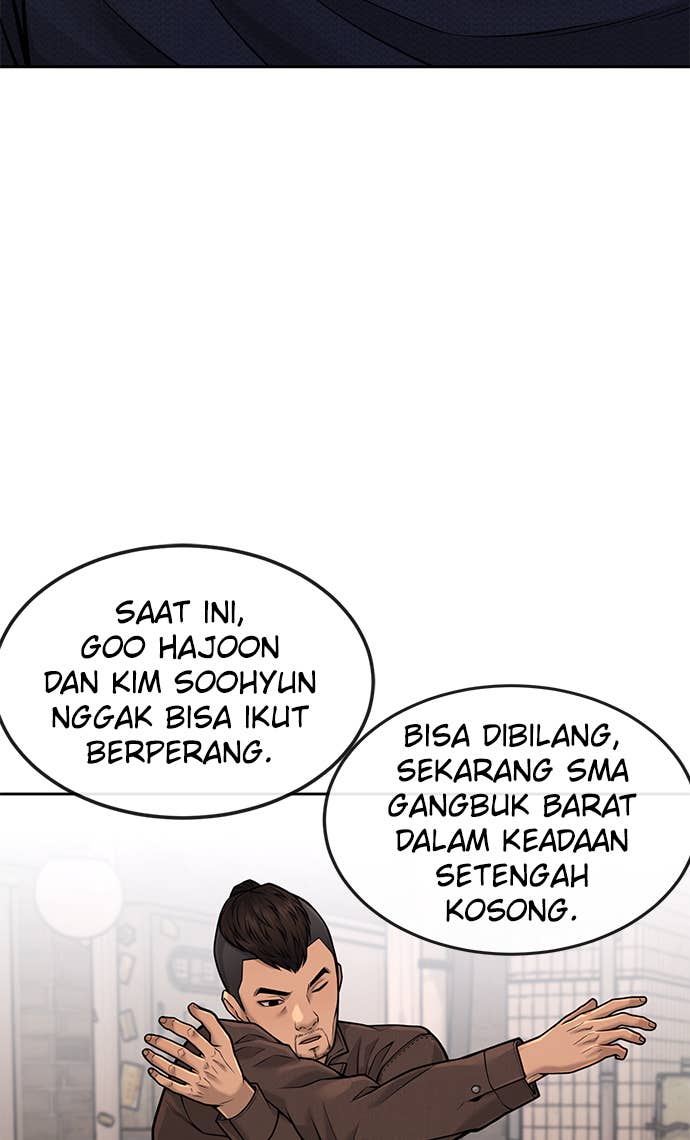 SAAT INI,
GOO HAJOON
DAN KIM SOOHYUN
NGGAK BISA IKUT
BERPERANG.
BISA DIBILANG,
SEKARANG SMA
GANGBUK BARAT
DALAM KEADAAN
SETENGAH
KOSONG.